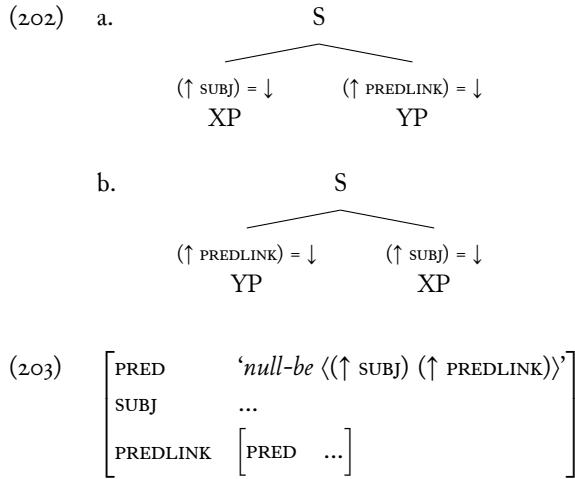 (202) a. S
(↑ SUBJ) = ↓ (↑ PREDLINK) = ↓
XP YP
b. S
(↑ PREDLINK) = ↓ (↑ SUBJ) = ↓
YP XP
(203) [PRED ‘null-be ⟨(↑ SUBJ) (↑ PREDLINK)⟩’
SUBJ ...
PREDLINK [PRED ...]]